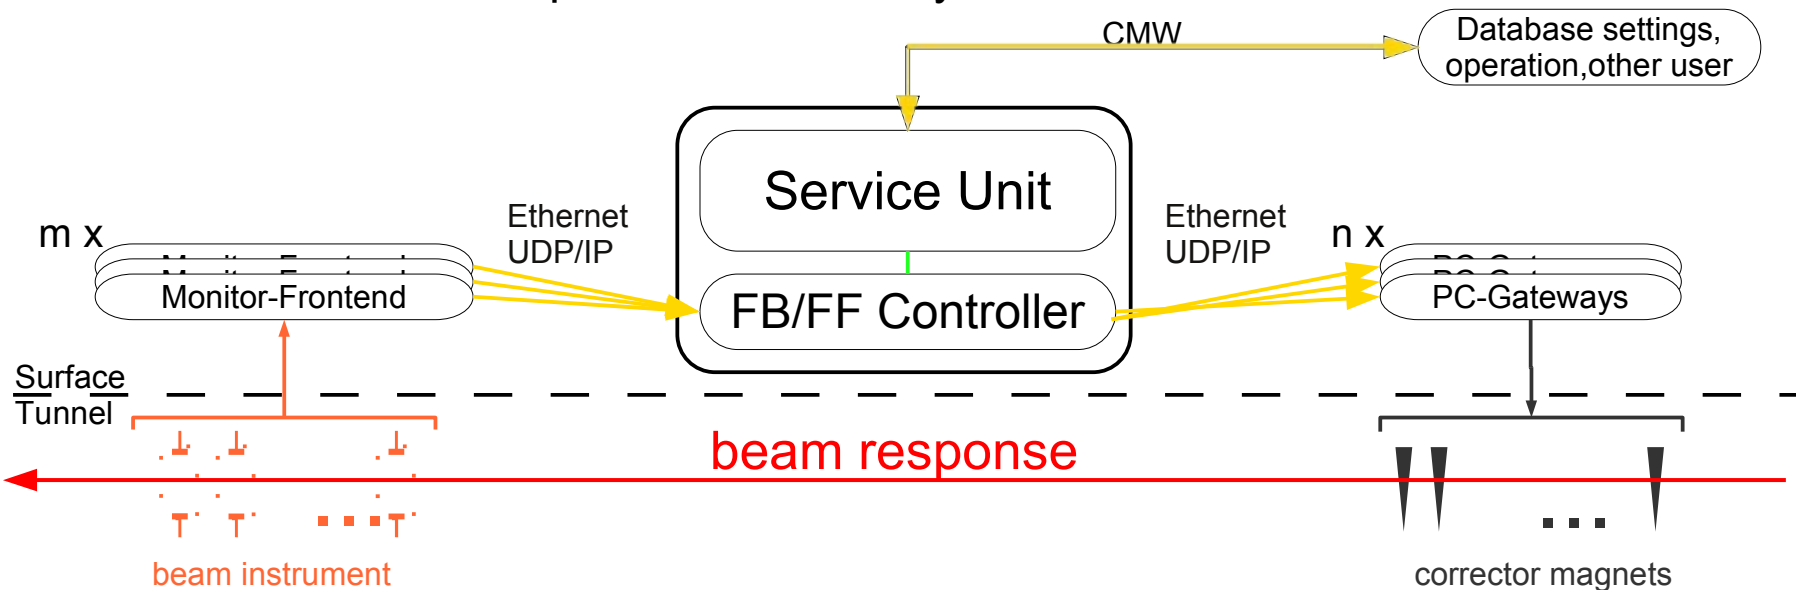 CMW
Database settings,
operation,other user
Service Unit
Ethernet
UDP/IP
Ethernet
UDP/IP
m x
n x
Monitor-Frontend
FB/FF Controller
PC-Gateways
Surface
Tunnel
beam response
beam instrument
corrector magnets